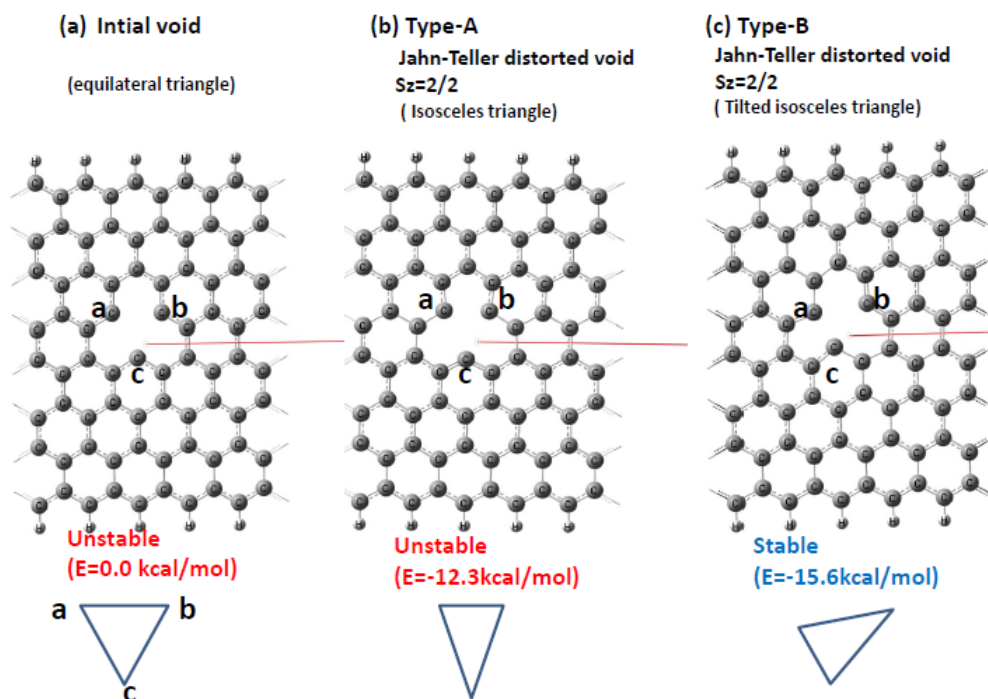 (a) Intial void
(equilateral triangle)
(b) Type-A
Jahn-Teller distorted void
Sz=2/2
( Isosceles triangle)
(c) Type-B
Jahn-Teller distorted void
Sz=2/2
( Tilted isosceles triangle)
H H H H H
H H H H H
H H H H H
a b
c
a b
c
a b
c
H H H H H
H H H H H
H H H H H
Unstable
(E=0.0 kcal/mol)
Unstable
(E=-12.3kcal/mol)
Stable
(E=-15.6kcal/mol)
a b
c